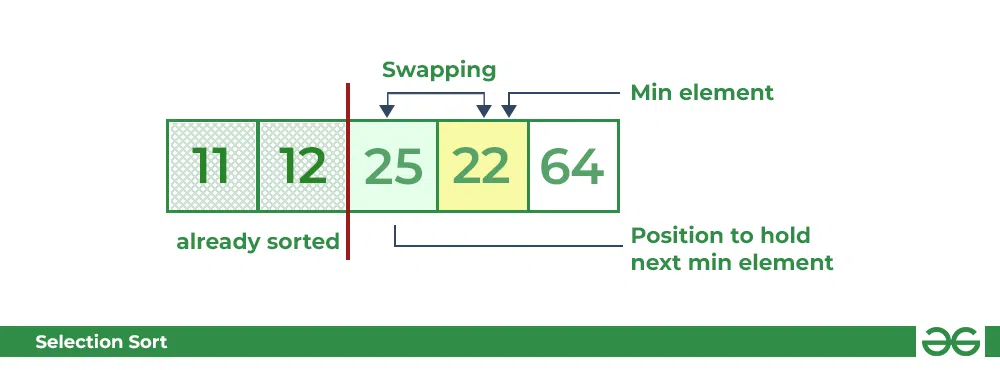 Swapping
Min element
11 12 25 22 64
already sorted
Position to hold
next min element
Selection Sort